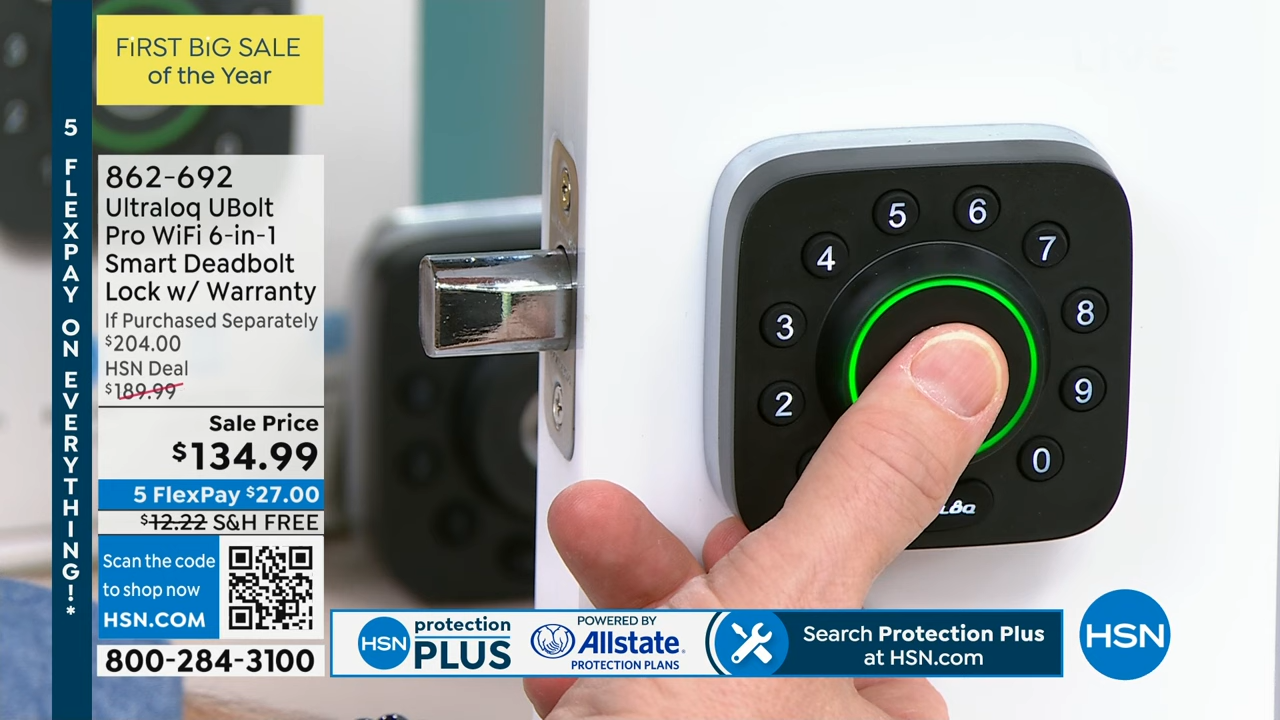 LIVE
FiRST BiG SALE
of the Year
5 FLEXPAY ON EVERYTHING!*
862-692
Ultraloq UBolt
Pro WiFi 6-in-1
Smart Deadbolt
Lock w/ Warranty
If Purchased Separately
$204.00
HSN Deal
$189.99
Sale Price
$134.99
5 FlexPay $27.00
$12.22 S&H FREE
Scan the code
to shop now
HSN.COM
800-284-3100
5 6
4 7
3 8
2 9
0
HSN protection
PLUS
POWERED BY
Allstate®
PROTECTION PLANS
Search Protection Plus
at HSN.com
HSN